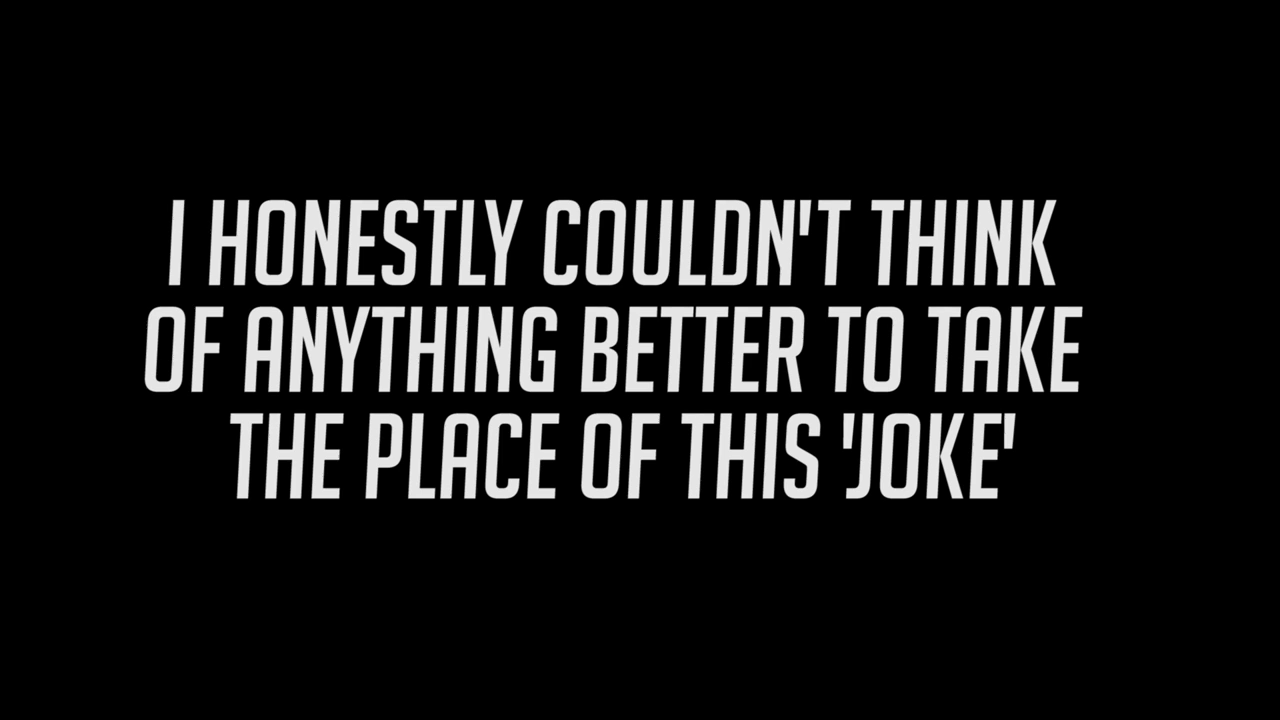 I HONESTLY COULDN'T THINK
OF ANYTHING BETTER TO TAKE
THE PLACE OF THIS 'JOKE'